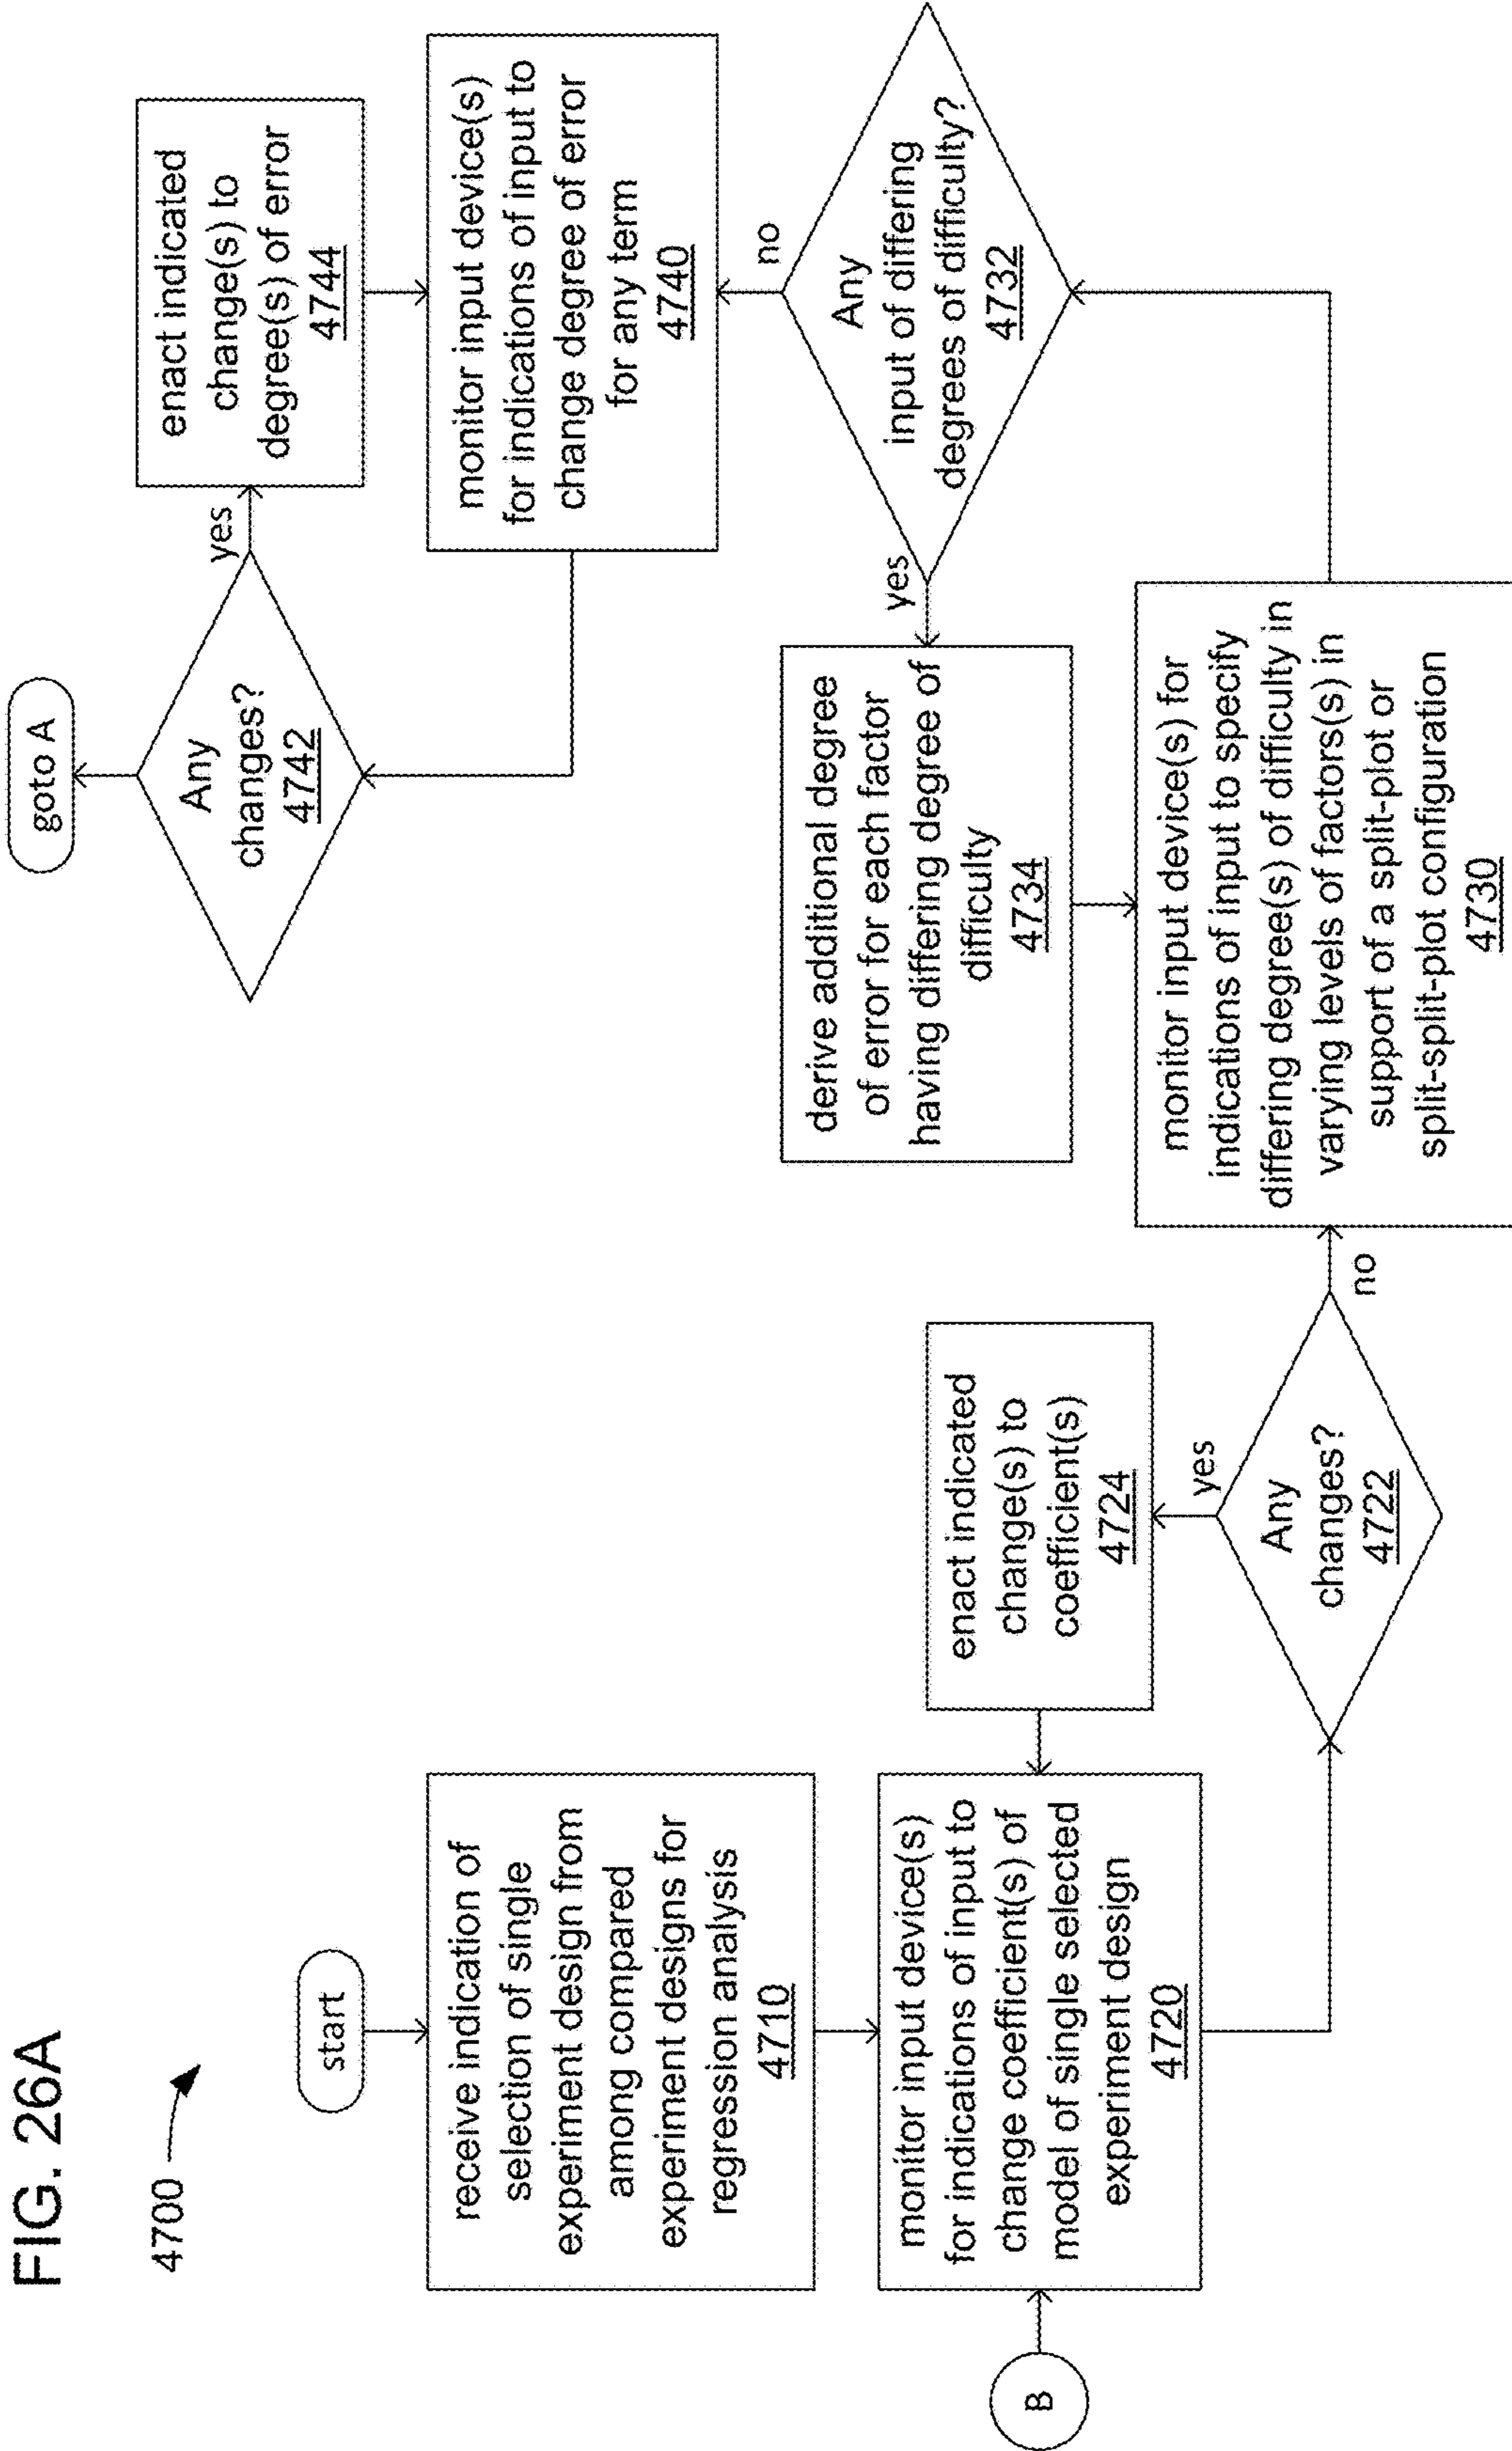 FIG. 26A
4700
start
receive indication of
selection of single
experiment design from
among compared
experiment designs for
regression analysis
4710
B
monitor input device(s)
for indications of input to
change coefficient(s) of
model of single selected
experiment design
4720
enact indicated
change(s) to
coefficient(s)
4724
yes
Any
changes?
4722
no
monitor input device(s) for
indications of input to specify
differing degree(s) of difficulty in
varying levels of factors(s) in
support of a split-plot or
split-split-plot configuration
4730
derive additional degree
of error for each factor
having differing degree of
difficulty
4734
yes
Any
input of differing
degrees of difficulty?
4732
no
monitor input device(s)
for indications of input to
change degree of error
for any term
4740
enact indicated
change(s) to
degree(s) of error
4744
yes
Any
changes?
4742
goto A